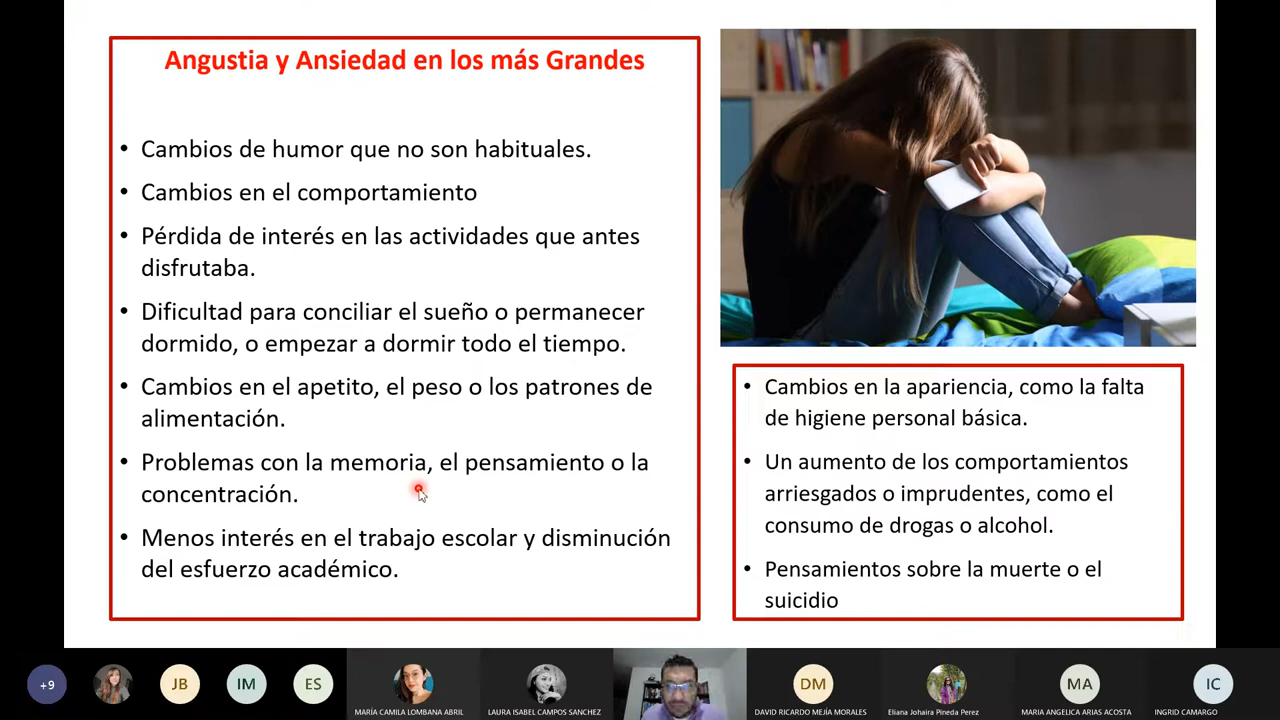 Angustia y Ansiedad en los más Grandes
• Cambios de humor que no son habituales.
• Cambios en el comportamiento
• Pérdida de interés en las actividades que antes
disfrutaba.
• Dificultad para conciliar el sueño o permanecer
dormido, o empezar a dormir todo el tiempo.
• Cambios en el apetito, el peso o los patrones de
alimentación.
• Problemas con la memoria, el pensamiento o la
concentración.
• Menos interés en el trabajo escolar y disminución
del esfuerzo académico.
• Cambios en la apariencia, como la falta
de higiene personal básica.
• Un aumento de los comportamientos
arriesgados o imprudentes, como el
consumo de drogas o alcohol.
• Pensamientos sobre la muerte o el
suicidio
+9
JB
IM
ES
MARÍA CAMILA LOMBANA ABRIL
LAURA ISABEL CAMPOS SANCHEZ
DM
DAVID RICARDO MEJÍA MORALES
Eliana Johaira Pineda Perez
MA
MARIA ANGELICA ARIAS ACOSTA
IC
INGRID CAMARGO